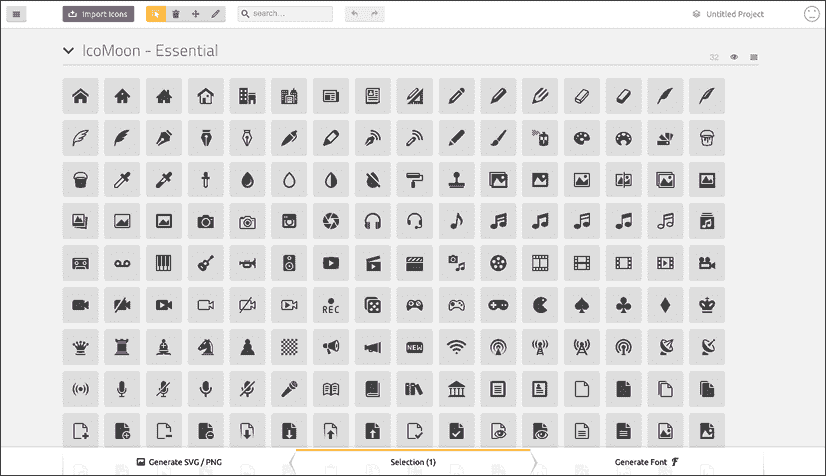 Import Icons
search...
Untitled Project
IcoMoon - Essential
32
REC
NEW
Generate SVG / PNG
Selection (1)
Generate Font